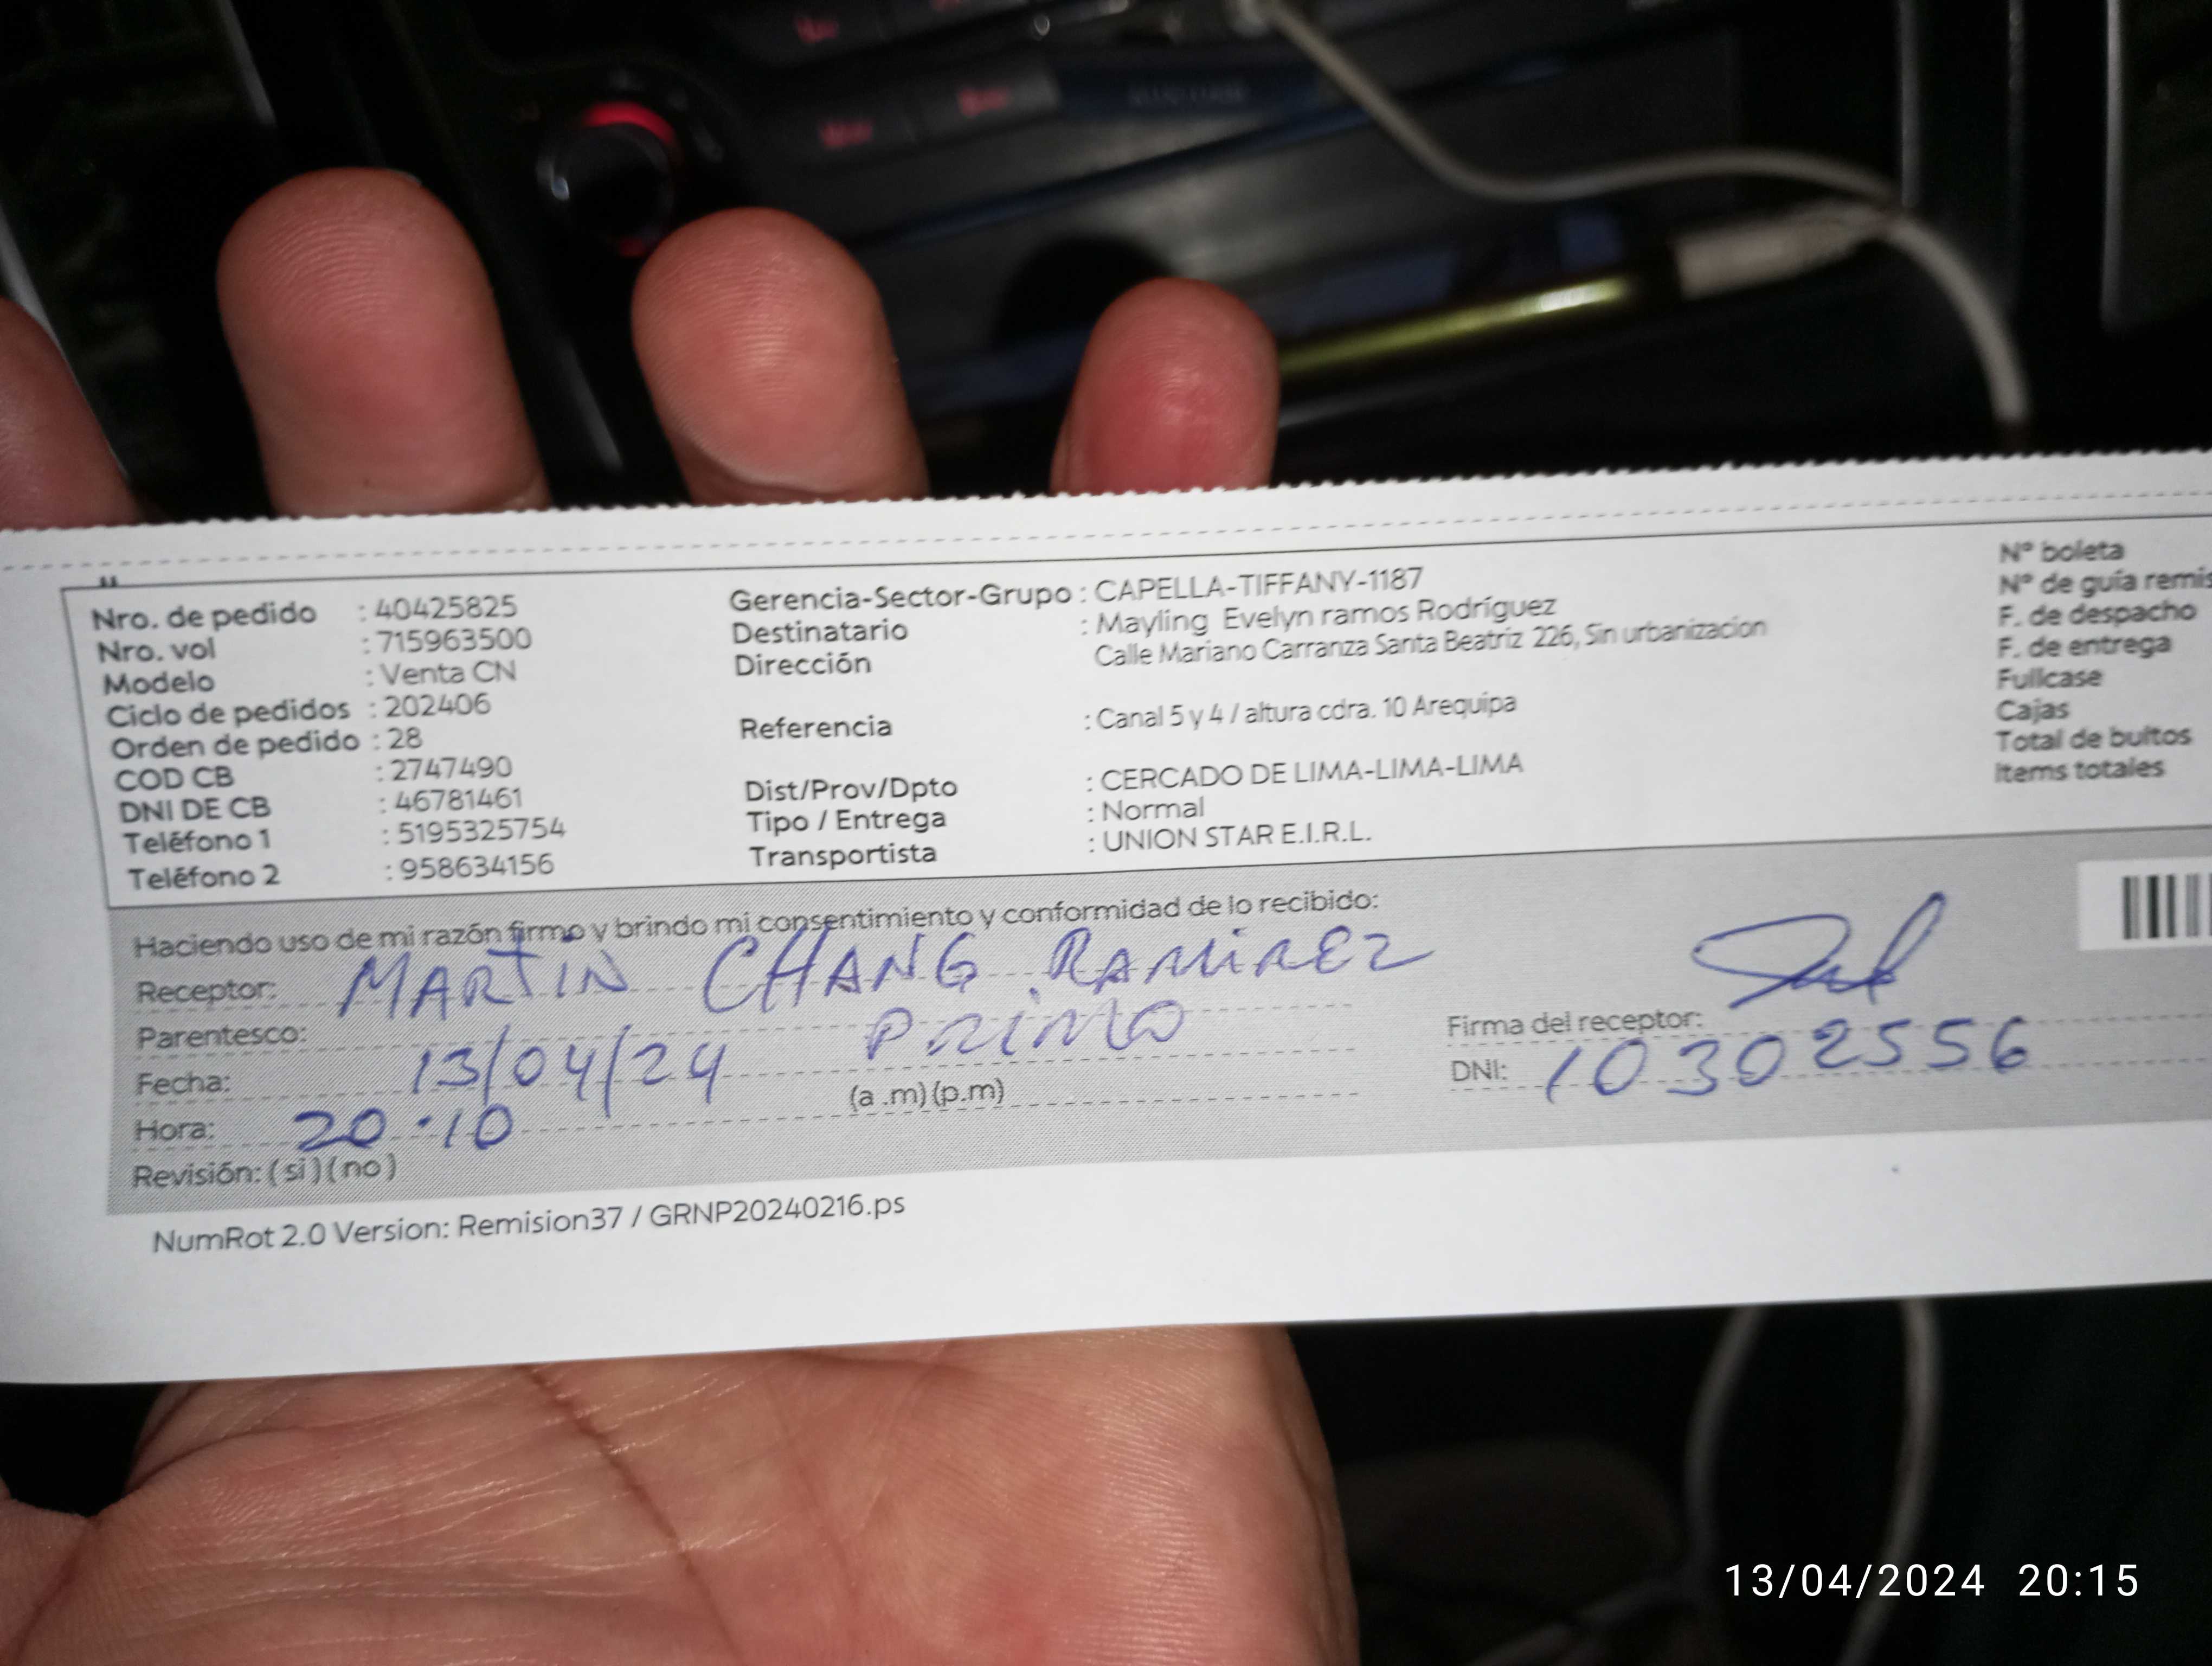 Nro. de pedido : 40425825
Nro. vol : 715963500
Modelo : Venta CN
Ciclo de pedidos : 202406
Orden de pedido : 28
COD CB : 2747490
DNI DE CB : 46781461
Teléfono 1 : 5195325754
Teléfono 2 : 958634156
Gerencia-Sector-Grupo : CAPELLA-TIFFANY-1187
Destinatario : Mayling Evelyn ramos Rodríguez
Dirección Calle Mariano Carranza Santa Beatriz 226, Sin urbanizacion
Referencia : Canal 5 y 4 / altura cdra. 10 Arequipa
Dist/Prov/Dpto : CERCADO DE LIMA-LIMA-LIMA
Tipo / Entrega : Normal
Transportista : UNION STAR E.I.R.L.
N° boleta
N° de guía remis
F. de despacho
F. de entrega
Fullcase
Cajas
Total de bultos
Items totales
Haciendo uso de mi razón firmo y brindo mi consentimiento y conformidad de lo recibido:
Receptor: MARTIN CHANG RAMIREZ
Parentesco: PRIMO
Fecha: 13/04/24 (a .m) (p.m)
Hora: 20·10
Revisión: ( si ) ( no )
Firma del receptor:
DNI: 10302556
NumRot 2.0 Version: Remision37 / GRNP20240216.ps
13/04/2024 20:15